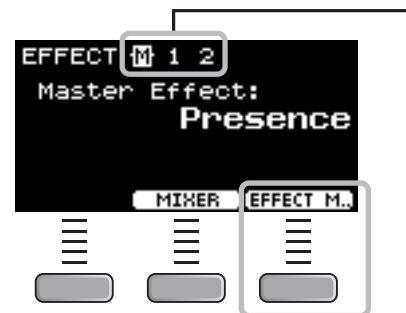 EFFECT M 1 2
Master Effect:
Presence
MIXER EFFECT M..